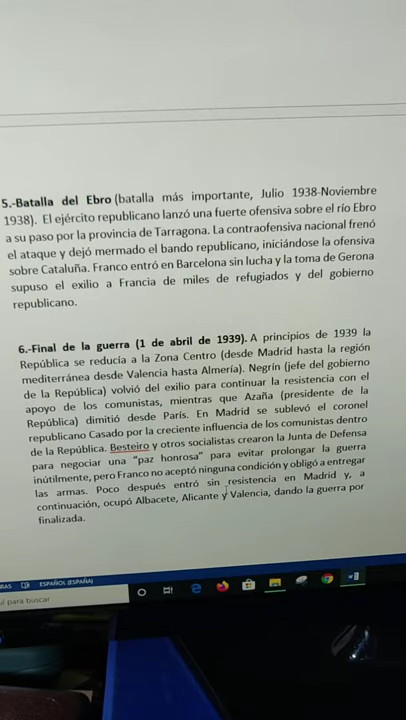 5.-Batalla del Ebro (batalla más importante, Julio 1938-Noviembre
1938). El ejército republicano lanzó una fuerte ofensiva sobre el río Ebro
a su paso por la provincia de Tarragona. La contraofensiva nacional frenó
el ataque y dejó mermado el bando republicano, iniciándose la ofensiva
sobre Cataluña. Franco entró en Barcelona sin lucha y la toma de Gerona
supuso el exilio a Francia de miles de refugiados y del gobierno
republicano.
6.-Final de la guerra (1 de abril de 1939). A principios de 1939 la
República se reducía a la Zona Centro (desde Madrid hasta la región
mediterránea desde Valencia hasta Almería). Negrín (jefe del gobierno
de la República) volvió del exilio para continuar la resistencia con el
apoyo de los comunistas, mientras que Azaña (presidente de la
República) dimitió desde París. En Madrid se sublevó el coronel
republicano Casado por la creciente influencia de los comunistas dentro
de la República. Besteiro y otros socialistas crearon la Junta de Defensa
para negociar una "paz honrosa" para evitar prolongar la guerra
inútilmente, pero Franco no aceptó ninguna condición y obligó a entregar
las armas. Poco después entró sin resistencia en Madrid y, a
continuación, ocupó Albacete, Alicante y Valencia, dando la guerra por
finalizada.
ESPAÑOL (ESPAÑA)
para buscar